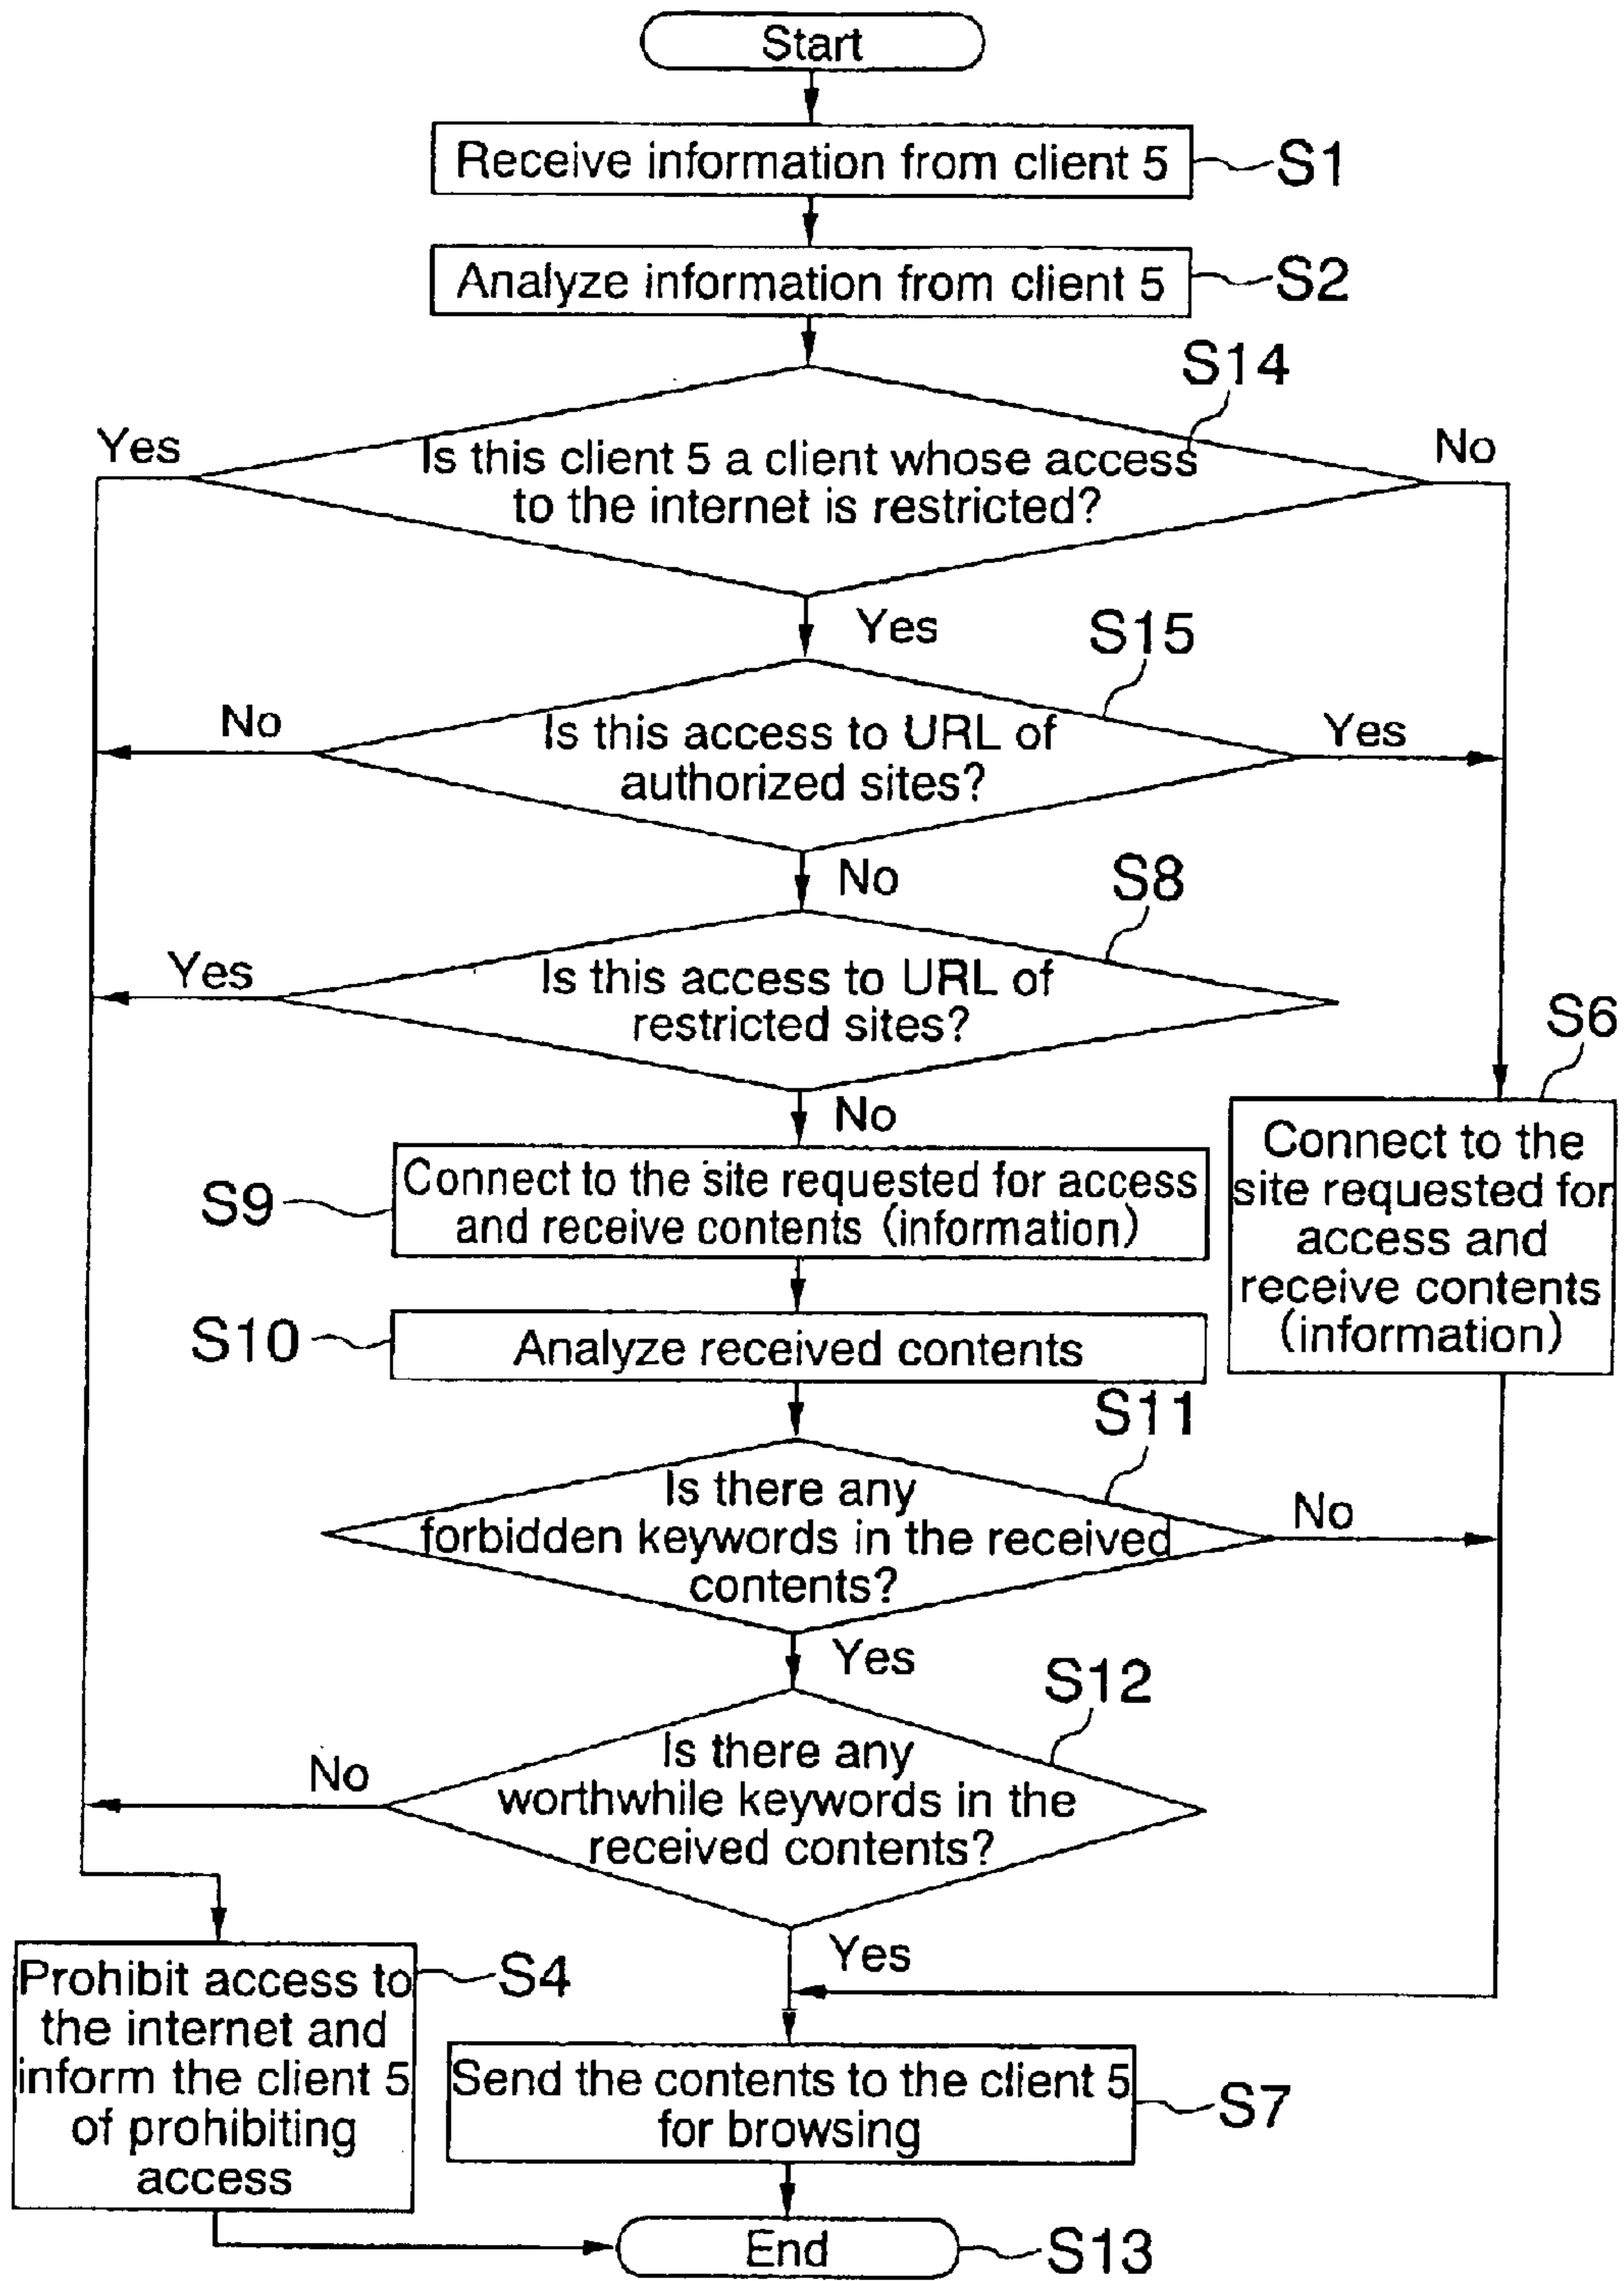 Start
Receive information from client 5
S1
Analyze information from client 5
S2
S14
Yes
Is this client 5 a client whose access
to the internet is restricted?
No
Yes
S15
No
Is this access to URL of
authorized sites?
Yes
No
S8
Yes
Is this access to URL of
restricted sites?
S6
No
Connect to the
site requested for
access and
receive contents
(information)
S9
Connect to the site requested for access
and receive contents (information)
S10
Analyze received contents
S11
Is there any
forbidden keywords in the received
contents?
No
Yes
S12
No
Is there any
worthwhile keywords in the
received contents?
Yes
Prohibit access to
the internet and
inform the client 5
of prohibiting
access
S4
Send the contents to the client 5
for browsing
S7
End
S13